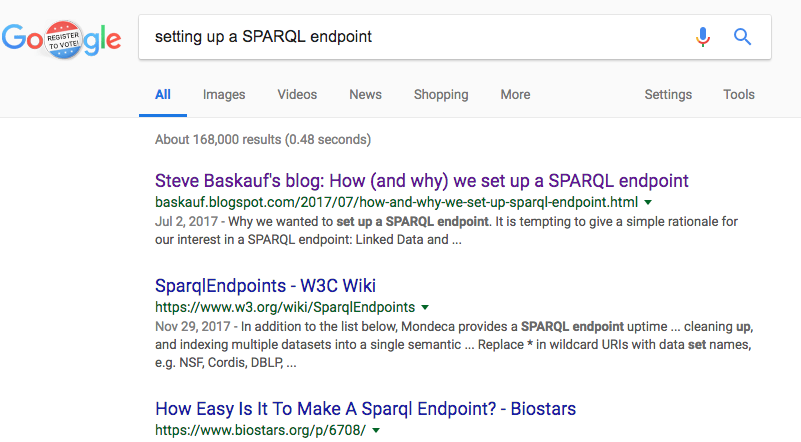 Google
REGISTER
TO VOTE!
setting up a SPARQL endpoint
All Images Videos News Shopping More Settings Tools
About 168,000 results (0.48 seconds)
Steve Baskauf's blog: How (and why) we set up a SPARQL endpoint
baskauf.blogspot.com/2017/07/how-and-why-we-set-up-sparql-endpoint.html
Jul 2, 2017 - Why we wanted to set up a SPARQL endpoint. It is tempting to give a simple rationale for
our interest in a SPARQL endpoint: Linked Data and ...
SparqlEndpoints - W3C Wiki
https://www.w3.org/wiki/SparqlEndpoints
Nov 29, 2017 - In addition to the list below, Mondeca provides a SPARQL endpoint uptime ... cleaning up,
and indexing multiple datasets into a single semantic ... Replace * in wildcard URIs with data set names,
e.g. NSF, Cordis, DBLP, ...
How Easy Is It To Make A Sparql Endpoint? - Biostars
https://www.biostars.org/p/6708/